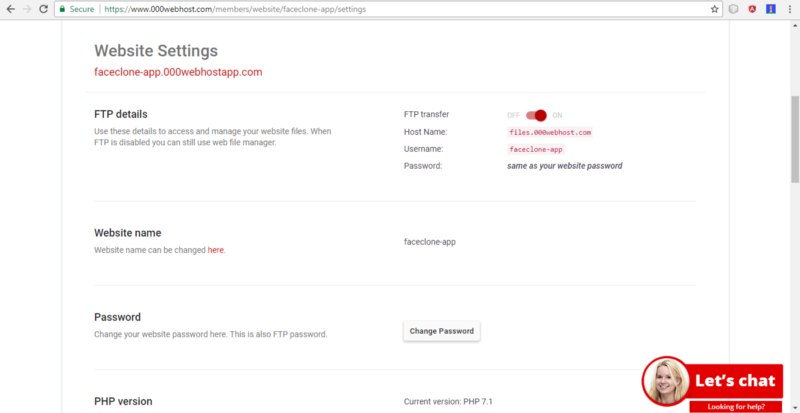 Secure
https://www.000webhost.com/members/website/faceclone-app/settings
Website Settings
faceclone-app.000webhostapp.com
FTP details
Use these details to access and manage your website files. When
FTP is disabled you can still use web file manager.
FTP transfer
OFF ON
Host Name: files.000webhost.com
Username: faceclone-app
Password: same as your website password
Website name
Website name can be changed here.
faceclone-app
Password
Change your website password here. This is also FTP password.
Change Password
PHP version
Current version: PHP 7.1
Let's chat
Looking for help?